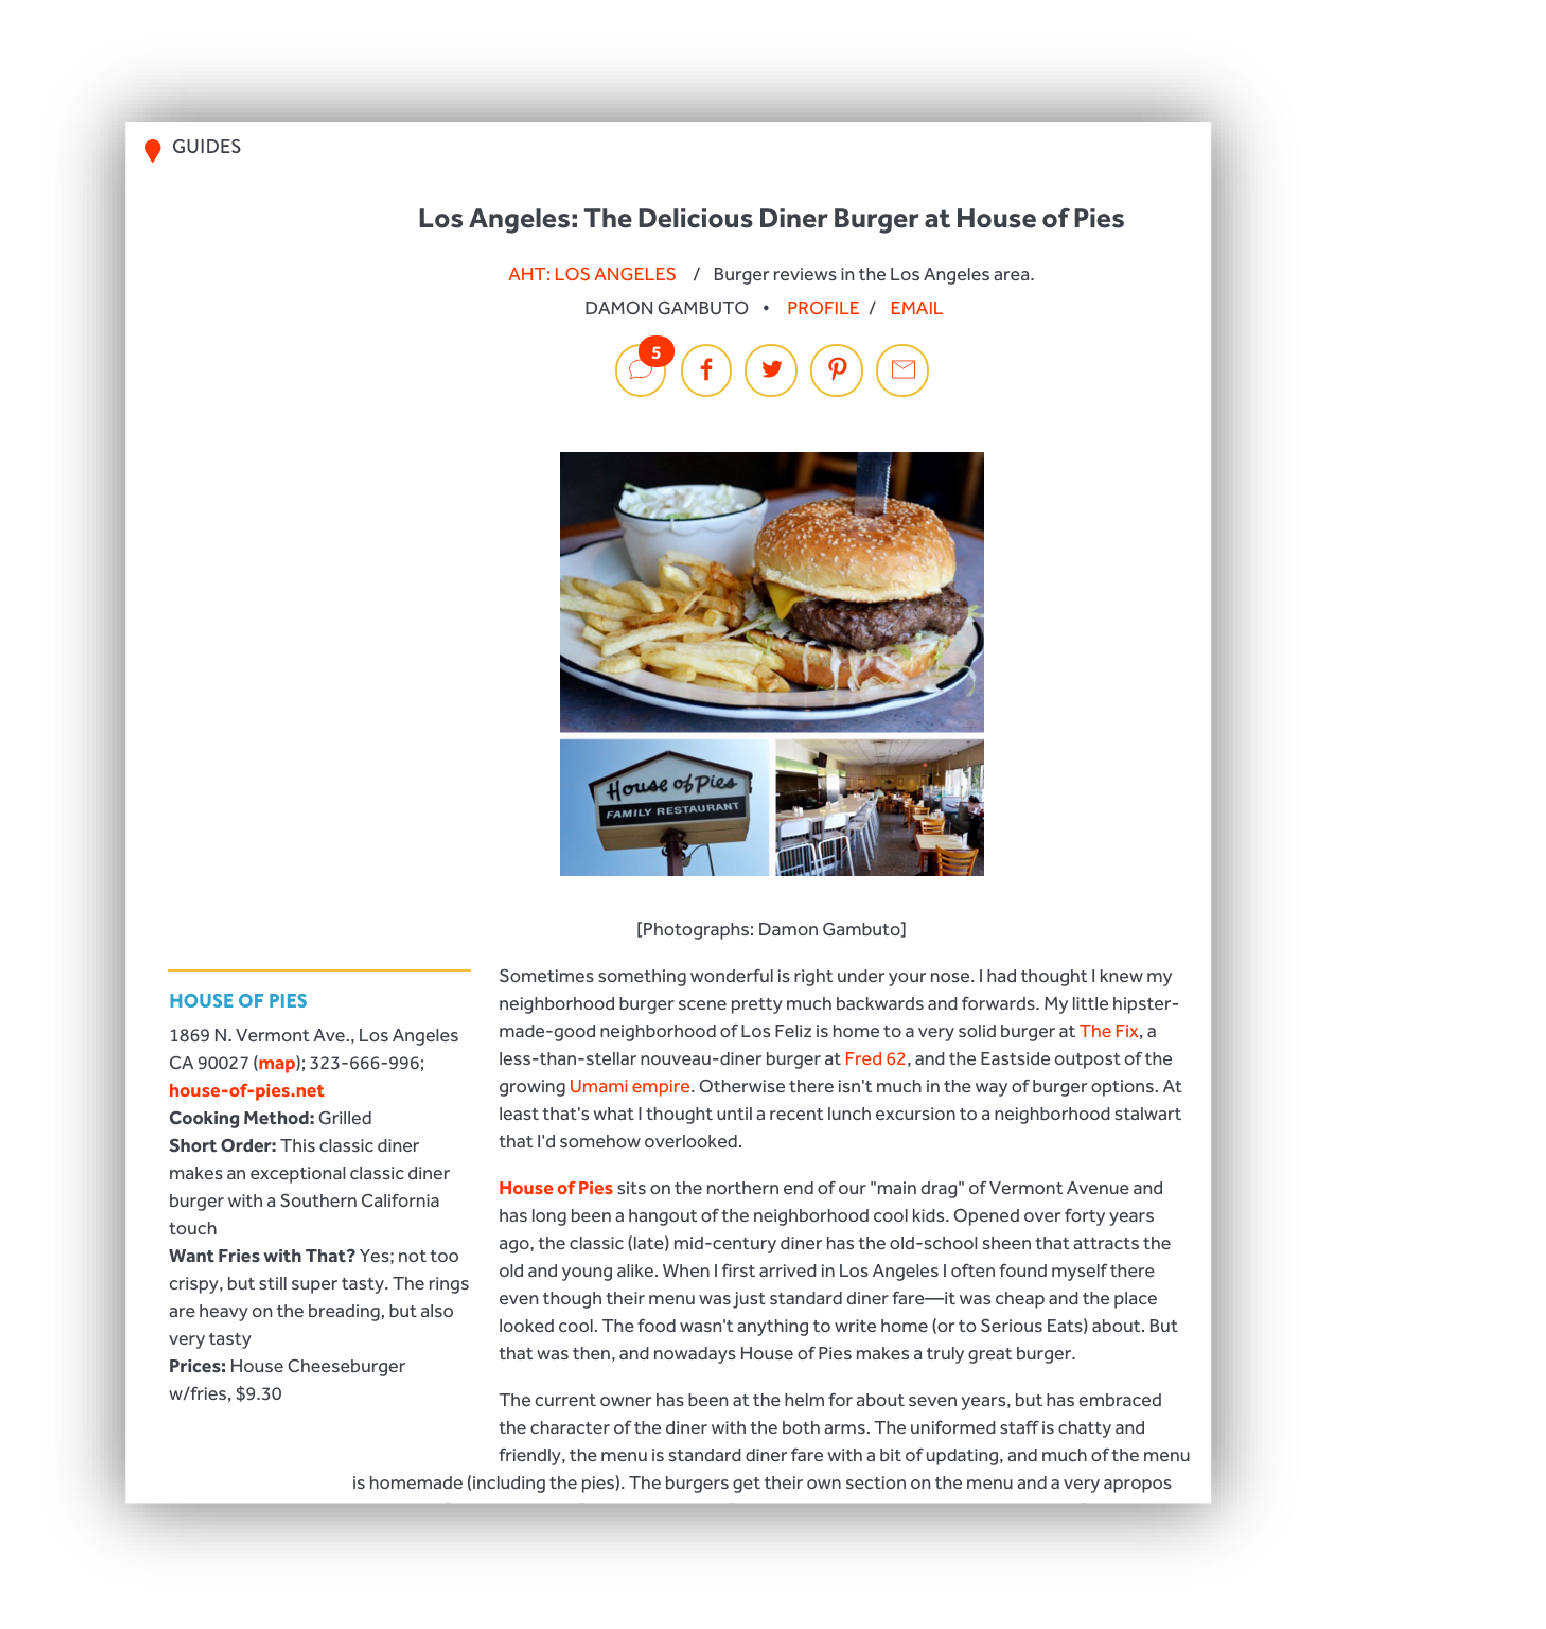 GUIDES
Los Angeles: The Delicious Diner Burger at House of Pies
AHT: LOS ANGELES / Burger reviews in the Los Angeles area.
DAMON GAMBUTO • PROFILE / EMAIL
5
House of Pies
FAMILY RESTAURANT
[Photographs: Damon Gambuto]
HOUSE OF PIES
1869 N. Vermont Ave., Los Angeles
CA 90027 (map); 323-666-996;
house-of-pies.net
Cooking Method: Grilled
Short Order: This classic diner
makes an exceptional classic diner
burger with a Southern California
touch
Want Fries with That? Yes; not too
crispy, but still super tasty. The rings
are heavy on the breading, but also
very tasty
Prices: House Cheeseburger
w/fries, $9.30
Sometimes something wonderful is right under your nose. I had thought I knew my
neighborhood burger scene pretty much backwards and forwards. My little hipster-
made-good neighborhood of Los Feliz is home to a very solid burger at The Fix, a
less-than-stellar nouveau-diner burger at Fred 62, and the Eastside outpost of the
growing Umami empire. Otherwise there isn't much in the way of burger options. At
least that's what I thought until a recent lunch excursion to a neighborhood stalwart
that I'd somehow overlooked.
House of Pies sits on the northern end of our "main drag" of Vermont Avenue and
has long been a hangout of the neighborhood cool kids. Opened over forty years
ago, the classic (late) mid-century diner has the old-school sheen that attracts the
old and young alike. When I first arrived in Los Angeles I often found myself there
even though their menu was just standard diner fare—it was cheap and the place
looked cool. The food wasn't anything to write home (or to Serious Eats) about. But
that was then, and nowadays House of Pies makes a truly great burger.
The current owner has been at the helm for about seven years, but has embraced
the character of the diner with the both arms. The uniformed staff is chatty and
friendly, the menu is standard diner fare with a bit of updating, and much of the menu
is homemade (including the pies). The burgers get their own section on the menu and a very apropos